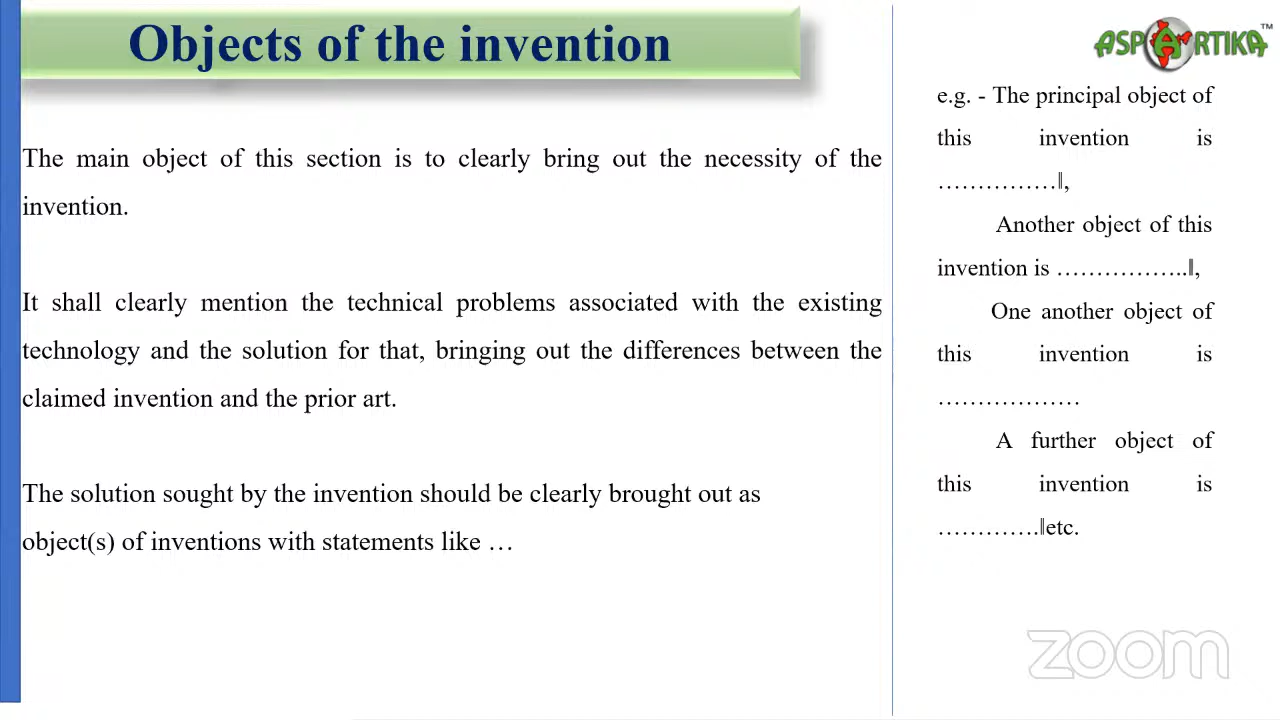 Objects of the invention
The main object of this section is to clearly bring out the necessity of the
invention.
It shall clearly mention the technical problems associated with the existing
technology and the solution for that, bringing out the differences between the
claimed invention and the prior art.
The solution sought by the invention should be clearly brought out as
object(s) of inventions with statements like …
ASPARTIKA™
e.g. - The principal object of
this invention is
……………‖,
Another object of this
invention is ……………..‖,
One another object of
this invention is
………………
A further object of
this invention is
………….‖etc.
zoom